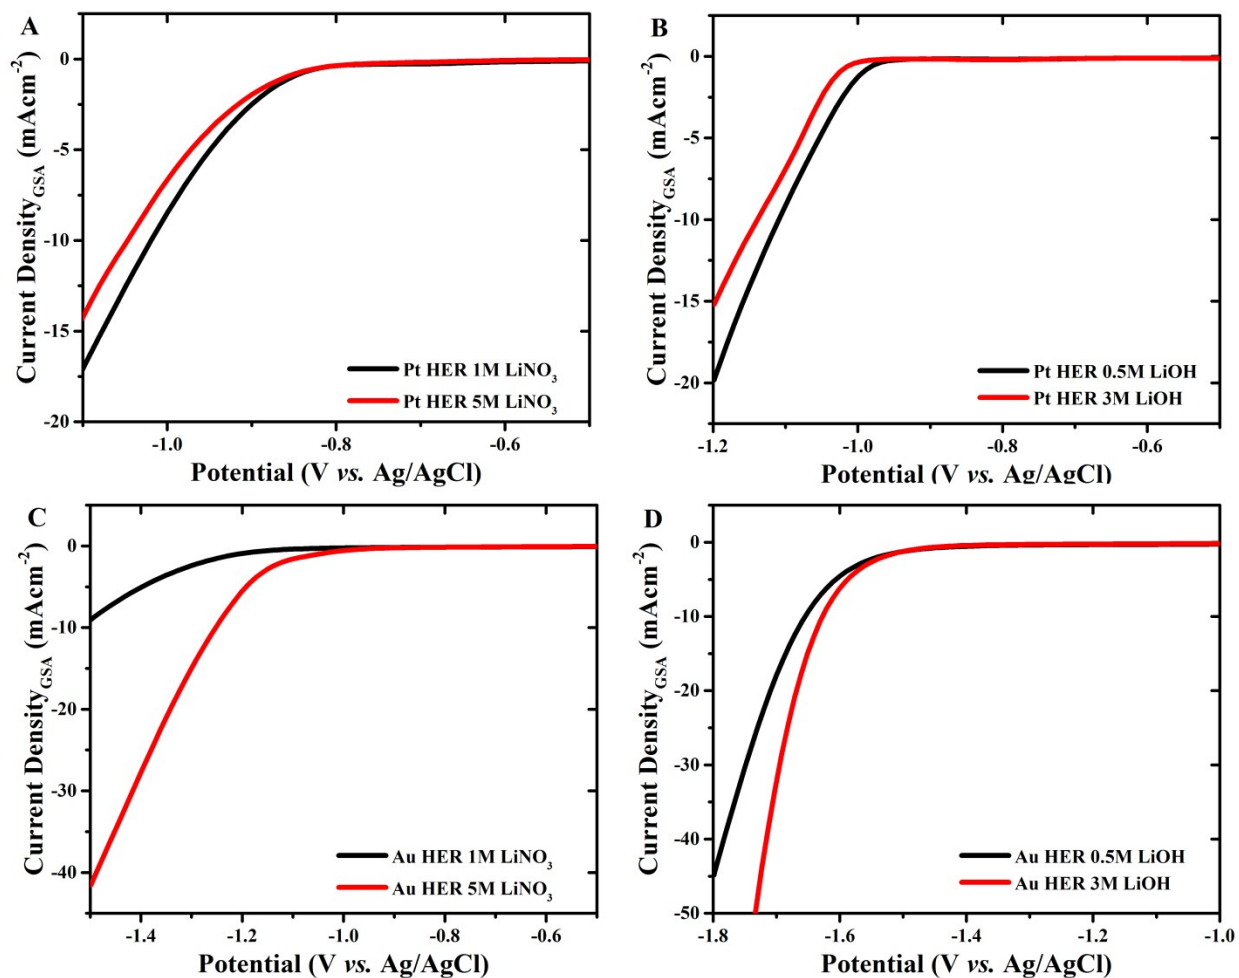 A
Current Density_GSA (mAcm⁻²)
0
-5
-10
-15
-20
-1.0
-0.8
-0.6
Pt HER 1M LiNO₃
Pt HER 5M LiNO₃
Potential (V vs. Ag/AgCl)
B
Current Density_GSA (mAcm⁻²)
0
-5
-10
-15
-20
-1.2
-1.0
-0.8
-0.6
Pt HER 0.5M LiOH
Pt HER 3M LiOH
Potential (V vs. Ag/AgCl)
C
Current Density_GSA (mAcm⁻²)
0
-10
-20
-30
-40
-1.4
-1.2
-1.0
-0.8
-0.6
Au HER 1M LiNO₃
Au HER 5M LiNO₃
Potential (V vs. Ag/AgCl)
D
Current Density_GSA (mAcm⁻²)
0
-10
-20
-30
-40
-50
-1.8
-1.6
-1.4
-1.2
-1.0
Au HER 0.5M LiOH
Au HER 3M LiOH
Potential (V vs. Ag/AgCl)